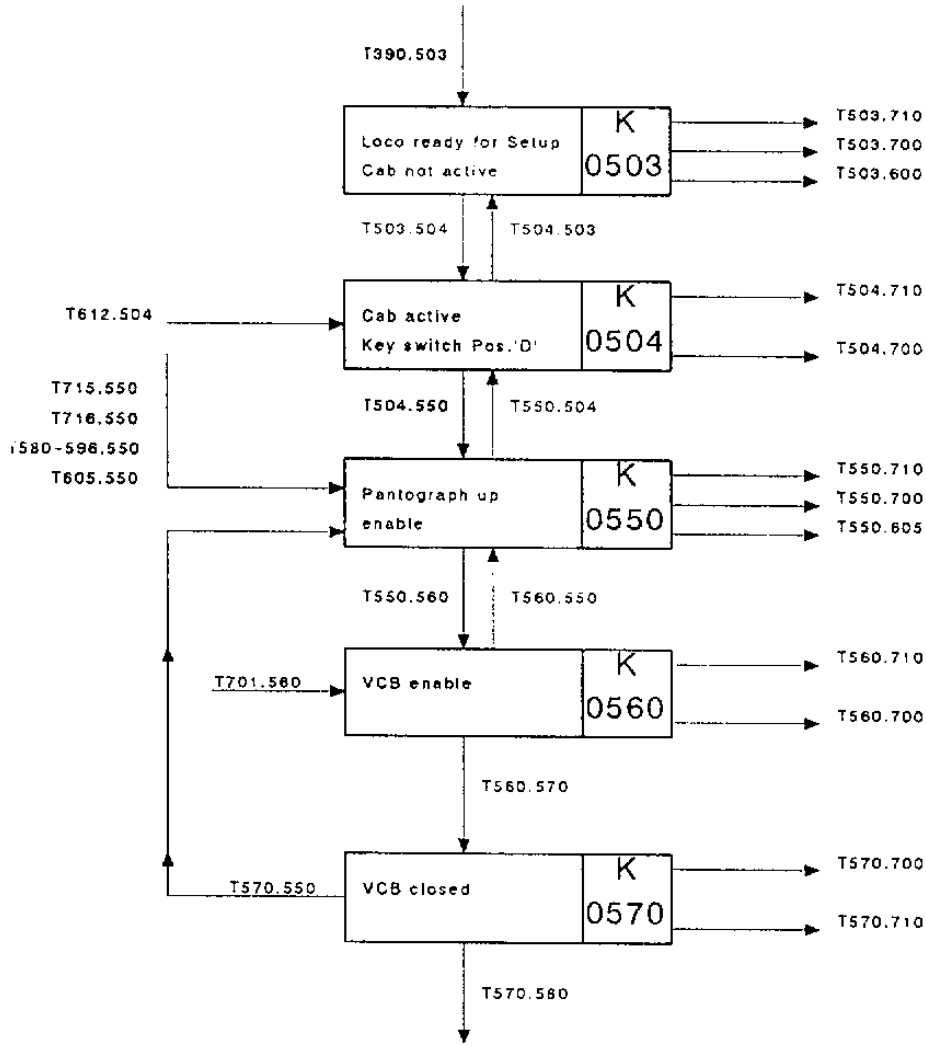 T390.503
Loco ready for Setup
Cab not active
K
0503
T503.710
T503.700
T503.600
T503.504
T504.503
T612.504
Cab active
Key switch Pos.'D'
K
0504
T504.710
T504.700
T715.550
T716.550
T580-596.550
T605.550
T504.550
T550.504
Pantograph up
enable
K
0550
T550.710
T550.700
T550.605
T550.560
T560.550
T701.560
VCB enable
K
0560
T560.710
T560.700
T560.570
T570.550
VCB closed
K
0570
T570.700
T570.710
T570.580